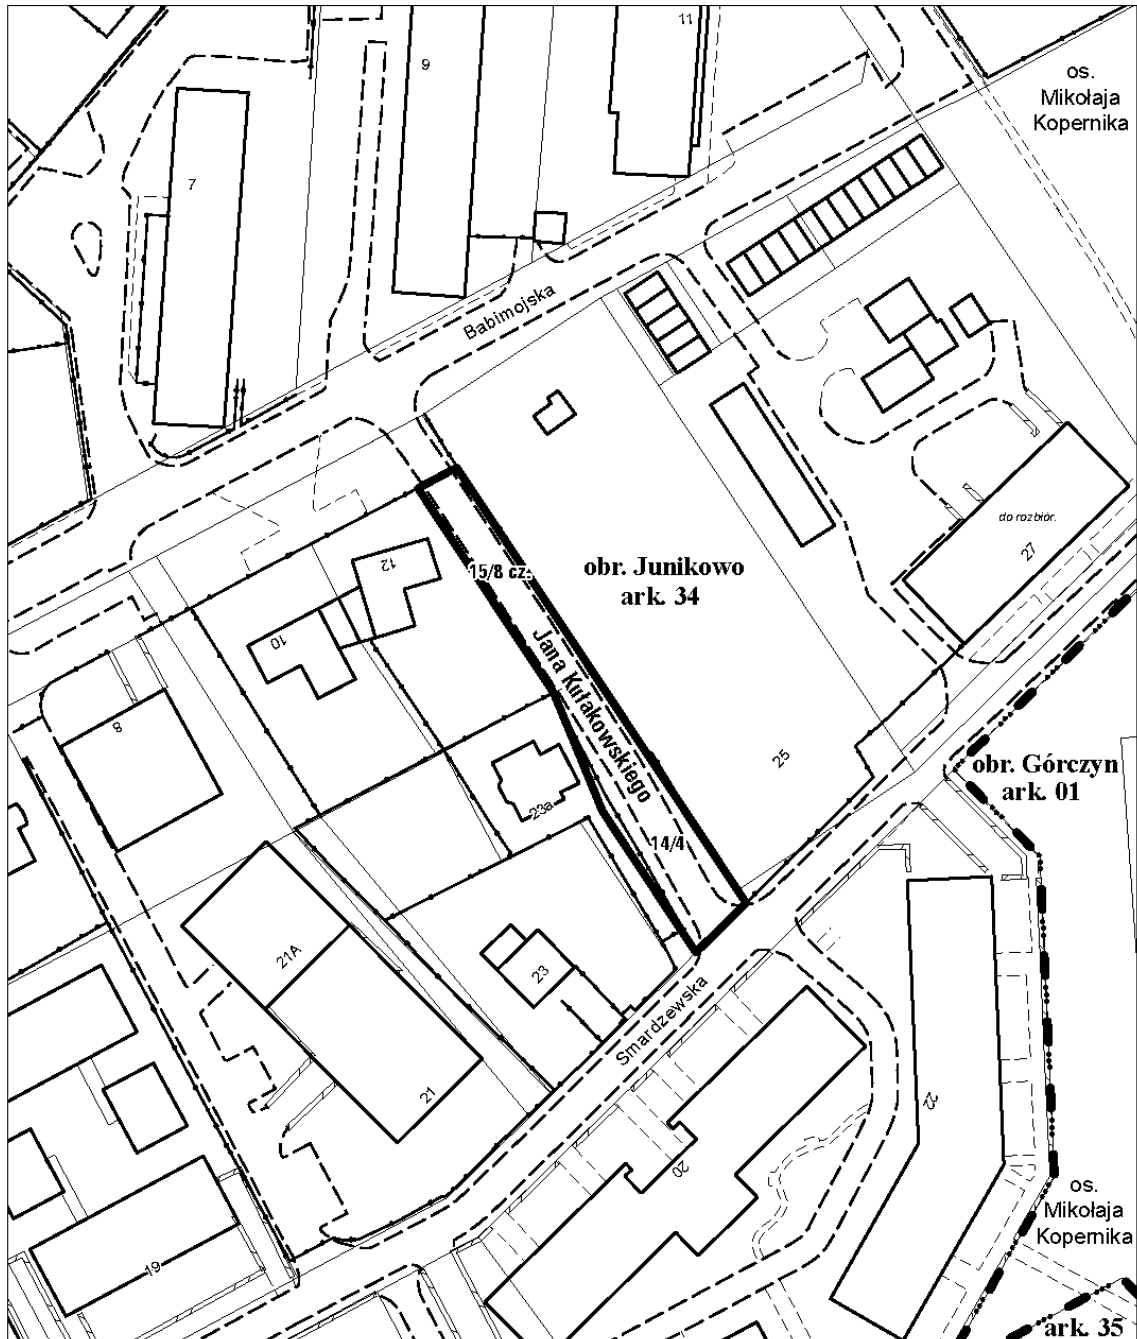 11
9
os.
Mikołaja
Kopernika
7
Babimojska
do rozbiór.
27
12
15/8 cz.
obr. Junikowo
ark. 34
10
Jana Kułakowskiego
8
25
obr. Górczyn
ark. 01
23a
14/4
21A
23
Smardzewska
21
22
20
os.
Mikołaja
Kopernika
19
ark. 35